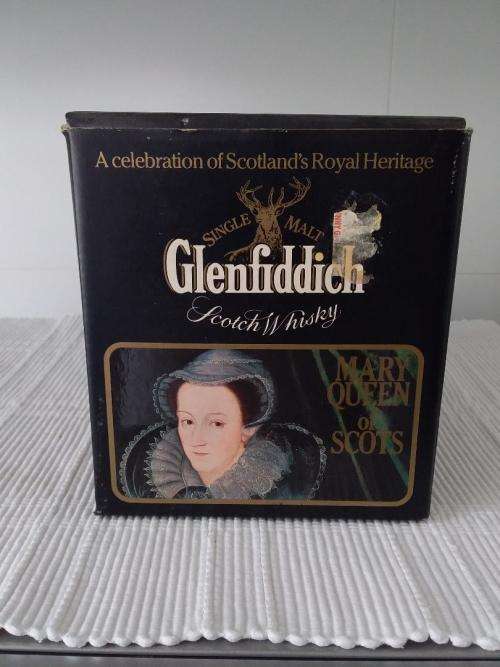 A celebration of Scotland's Royal Heritage
SINGLE MALT
Glenfiddich
Scotch Whisky
MARY
QUEEN
OF
SCOTS